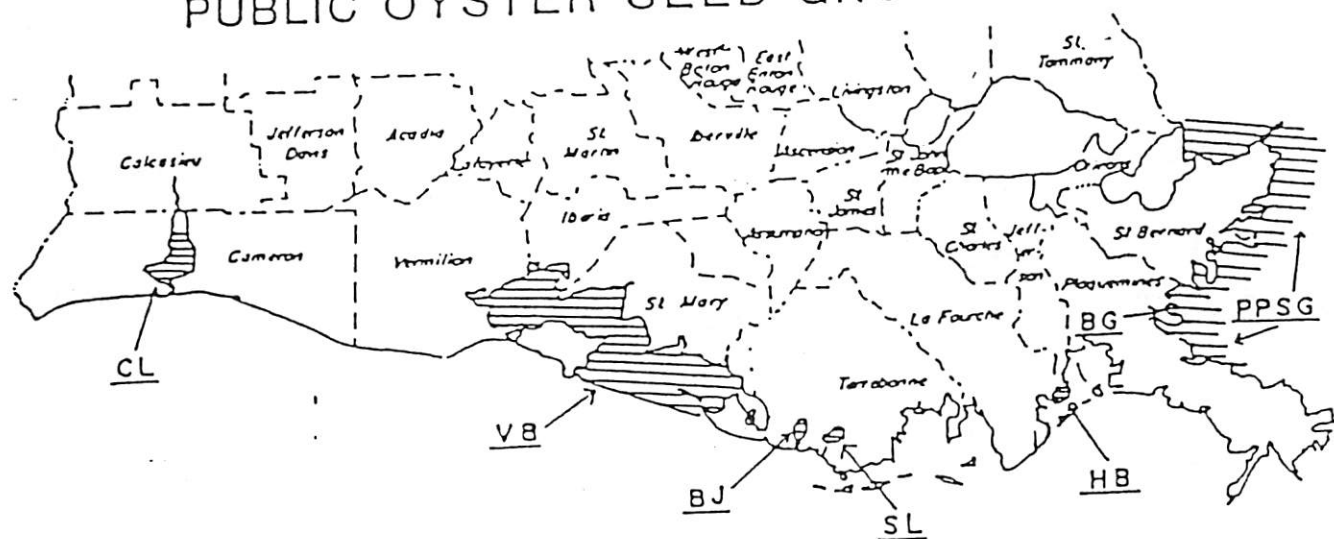 PUBLIC OYSTER SEED
St. Tammany
West Baton Rouge
East Baton Rouge
Livingston
Calcasieu
Jefferson Davis
Acadia
St. Martin
Iberville
Orleans
Iberia
St. James
St. Charles
Jefferson
St. Bernard
Cameron
Vermilion
St. Mary
La Fourche
Plaquemines
Terrebonne
BG
PPSG
CL
VB
BJ
SL
HB